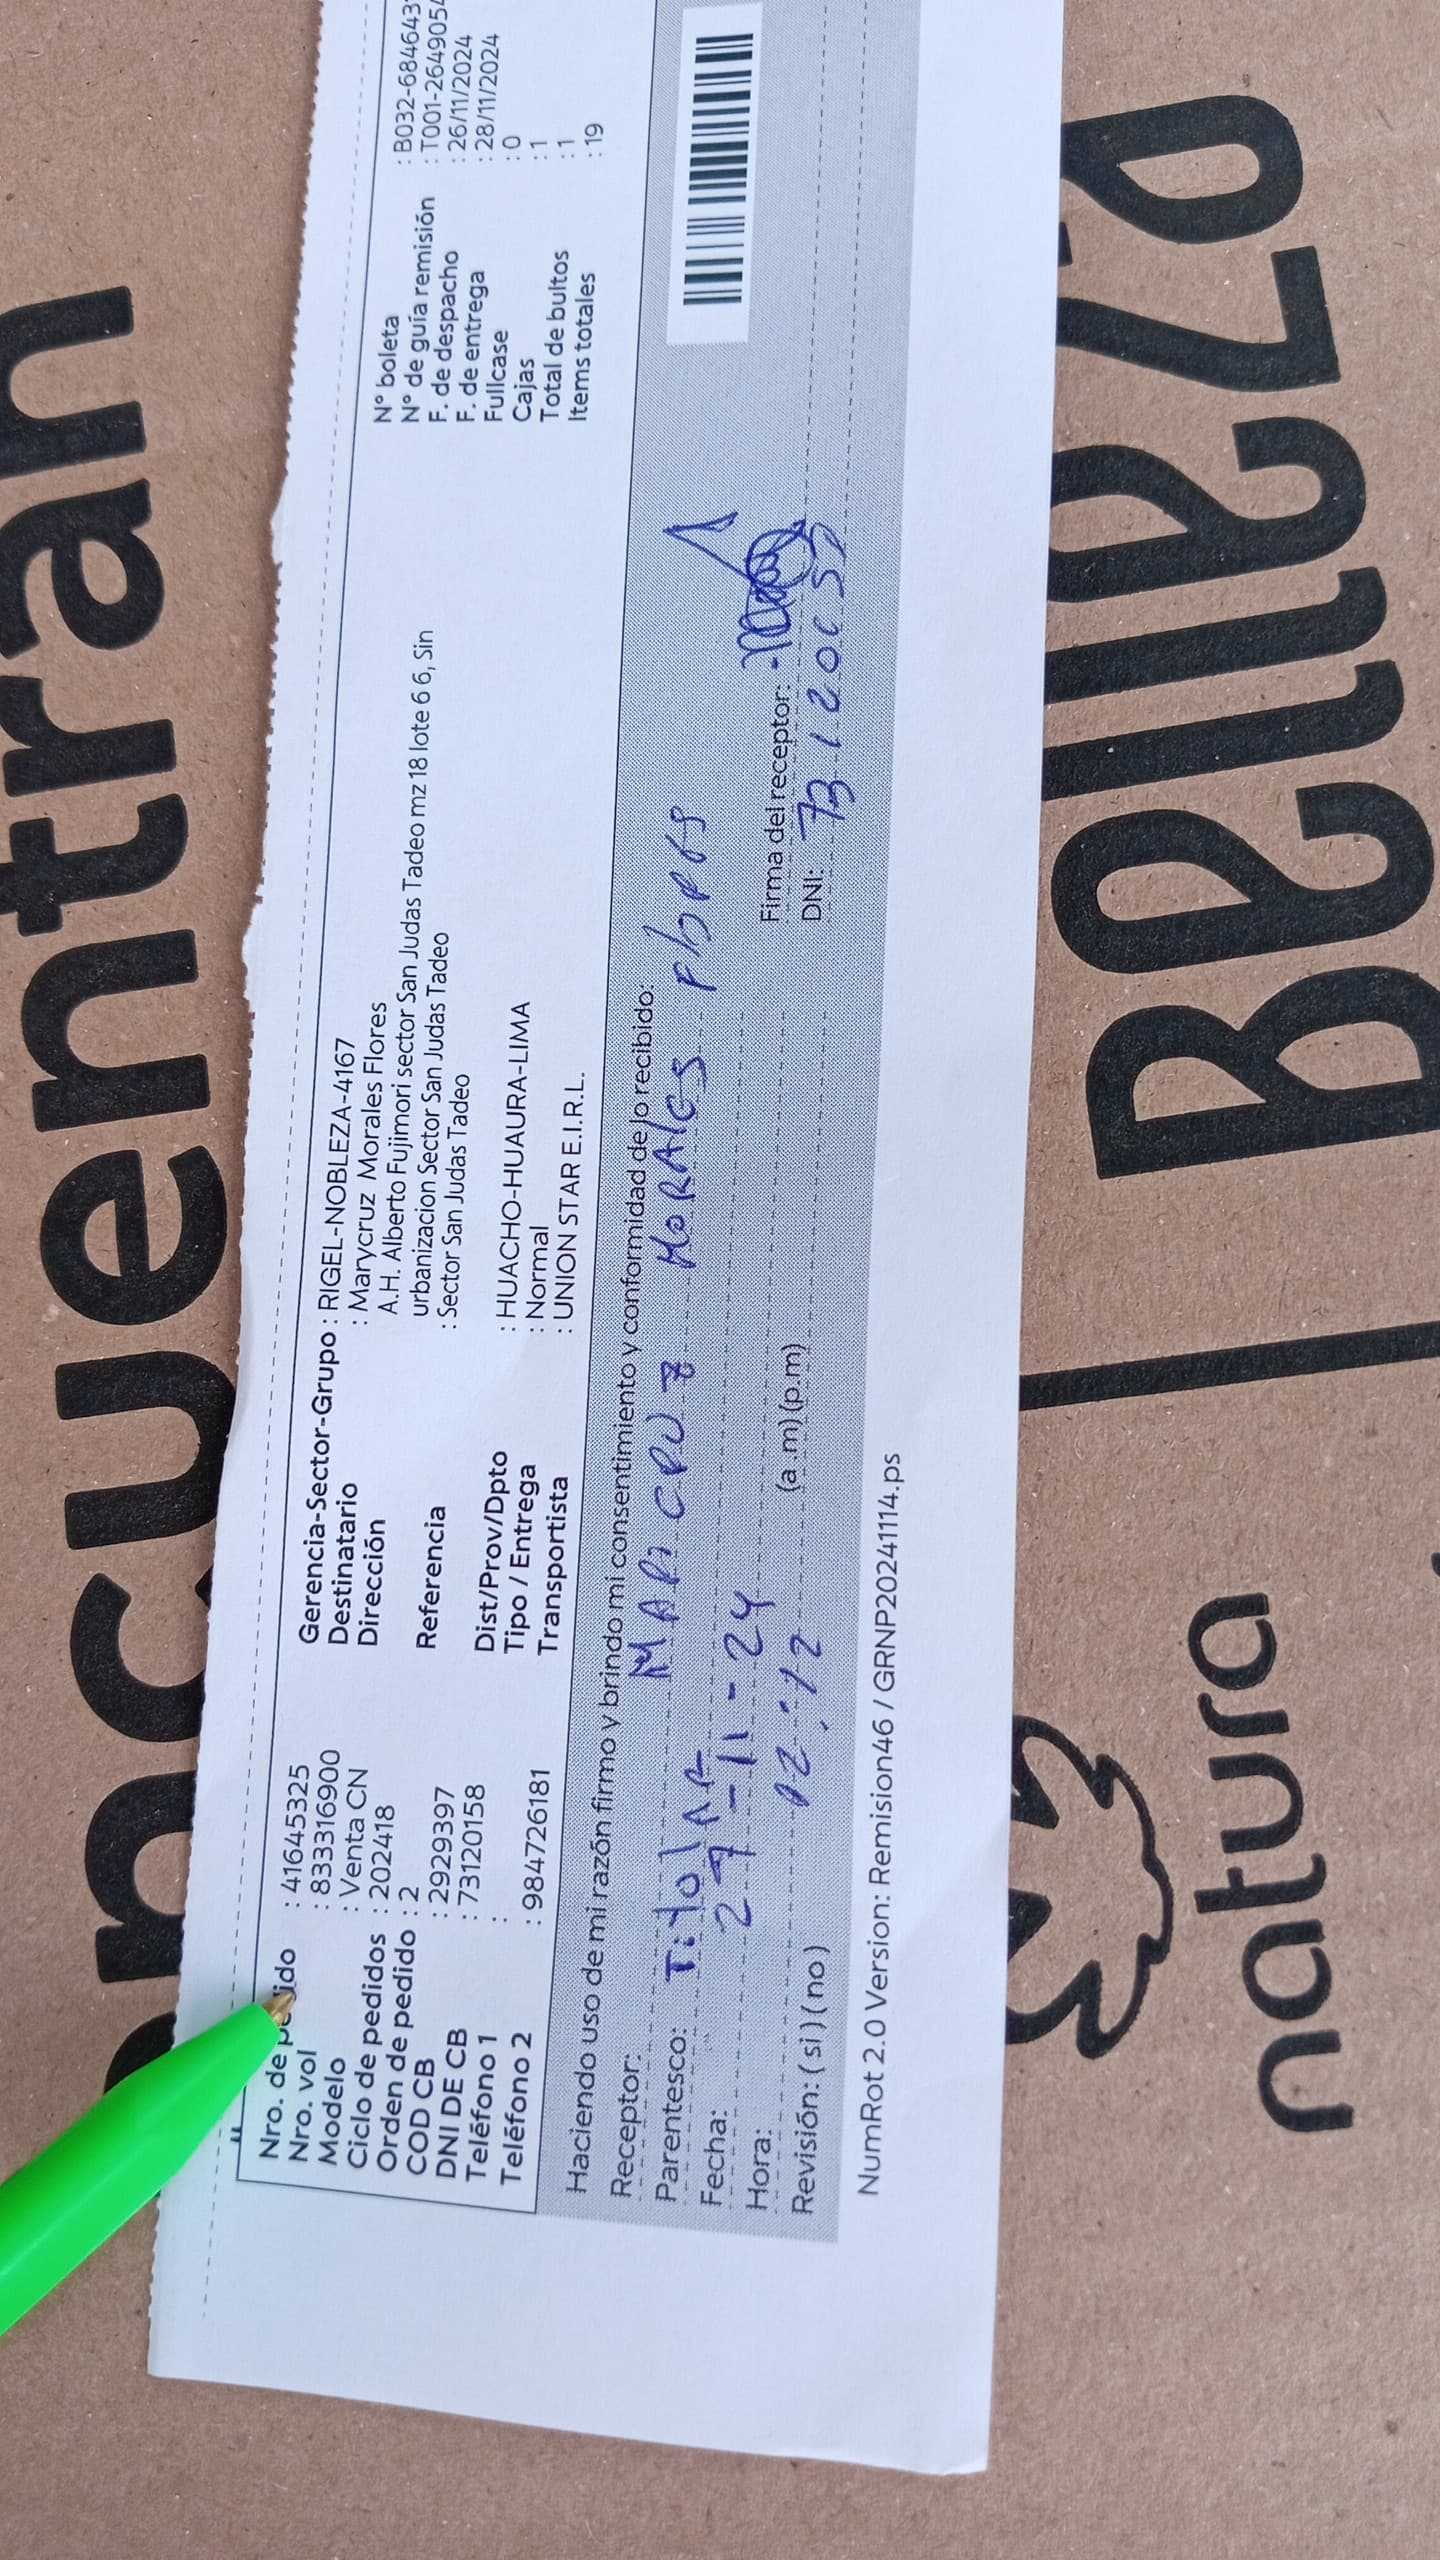 encuentran
Nro. de pedido : 41645325
Nro. vol : 833316900
Modelo : Venta CN
Ciclo de pedidos : 202418
Orden de pedido : 2
COD CB : 2929397
DNI DE CB : 73120158
Teléfono 1 :
Teléfono 2 : 984726181
Gerencia-Sector-Grupo : RIGEL-NOBLEZA-4167
Destinatario : Marycruz Morales Flores
Dirección A.H. Alberto Fujimori sector San Judas Tadeo mz 18 lote 6 6, Sin
urbanizacion Sector San Judas Tadeo
Referencia : Sector San Judas Tadeo
Dist/Prov/Dpto : HUACHO-HUAURA-LIMA
Tipo / Entrega : Normal
Transportista : UNION STAR E.I.R.L.
N° boleta : B032-684643
N° de guía remisión : T001-2649054
F. de despacho : 26/11/2024
F. de entrega : 28/11/2024
Fullcase : 0
Cajas : 1
Total de bultos : 1
Items totales : 19
Haciendo uso de mi razón firmo y brindo mi consentimiento y conformidad de lo recibido:
Receptor: MARI CRUZ MORALES
Parentesco: TitolAR
Fecha: 27-11-24
Hora: 12:12 (a .m) (p.m)
Revisión: ( si ) ( no )
Firma del receptor:
DNI:
NumRot 2.0 Version: Remision46 / GRNP20241114.ps
natura | Belleza